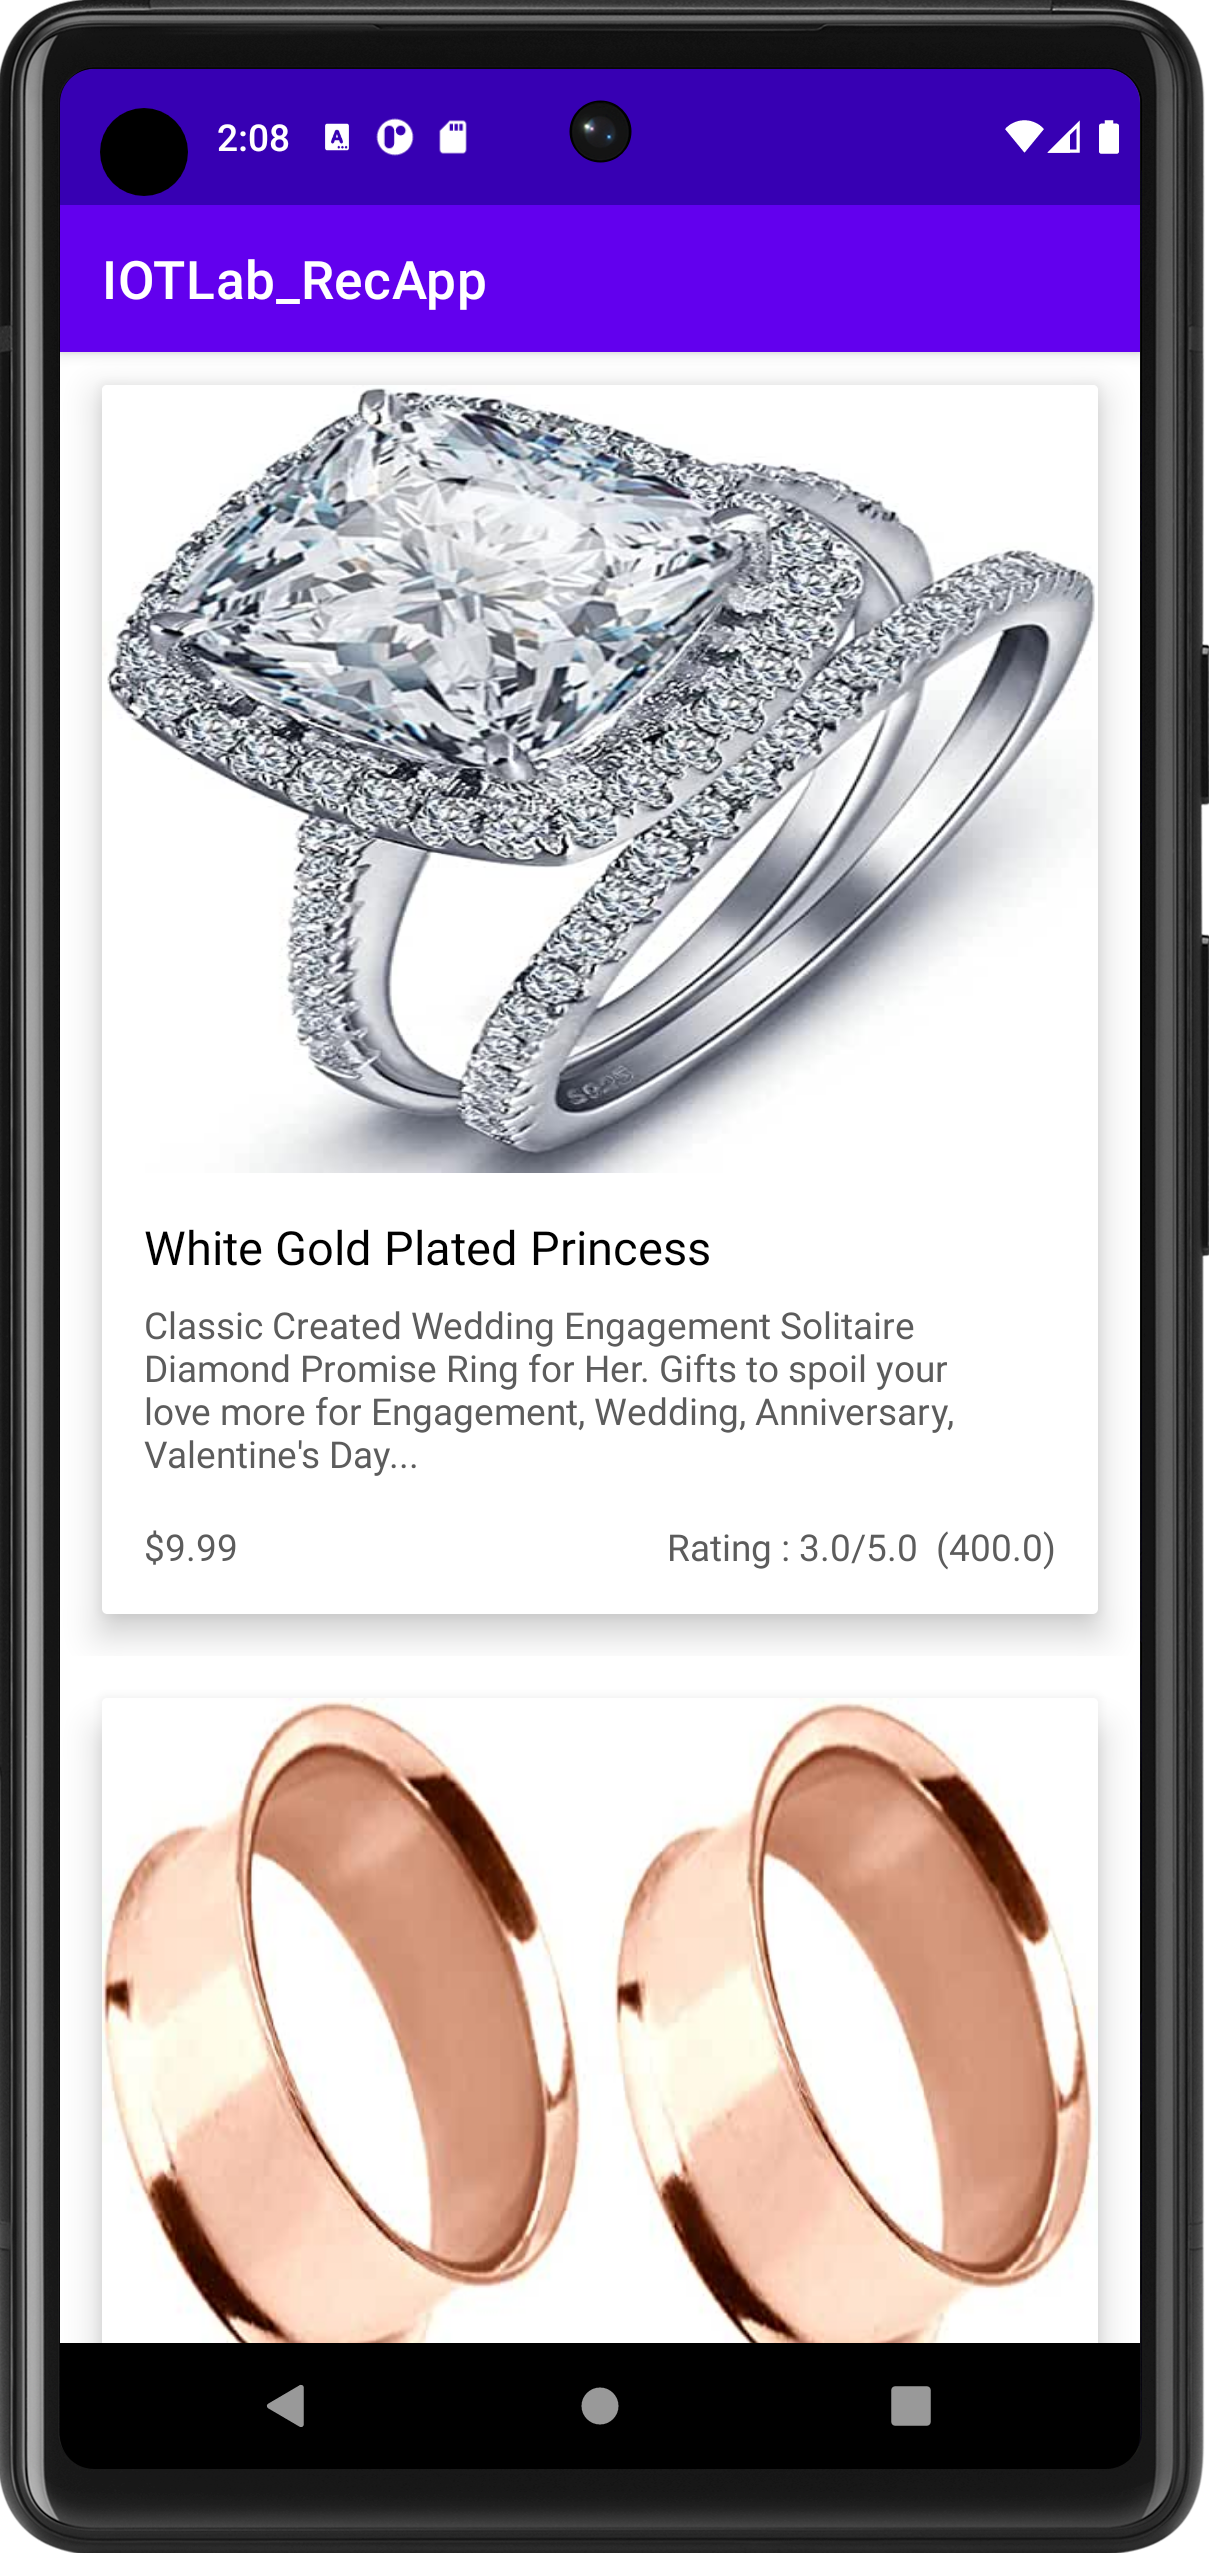 2:08
IOTLab_RecApp
S925
White Gold Plated Princess
Classic Created Wedding Engagement Solitaire
Diamond Promise Ring for Her. Gifts to spoil your
love more for Engagement, Wedding, Anniversary,
Valentine's Day...
$9.99
Rating : 3.0/5.0 (400.0)